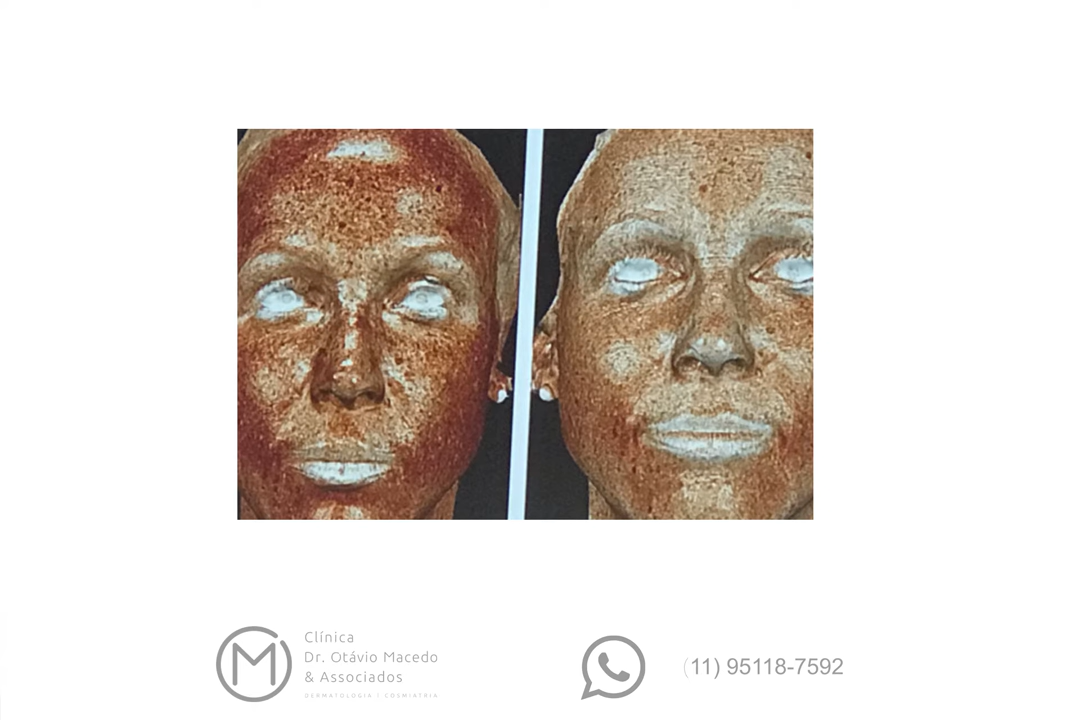 Clínica
Dr. Otávio Macedo
& Associados
DERMATOLOGIA | COSMIATRIA
(11) 95118-7592